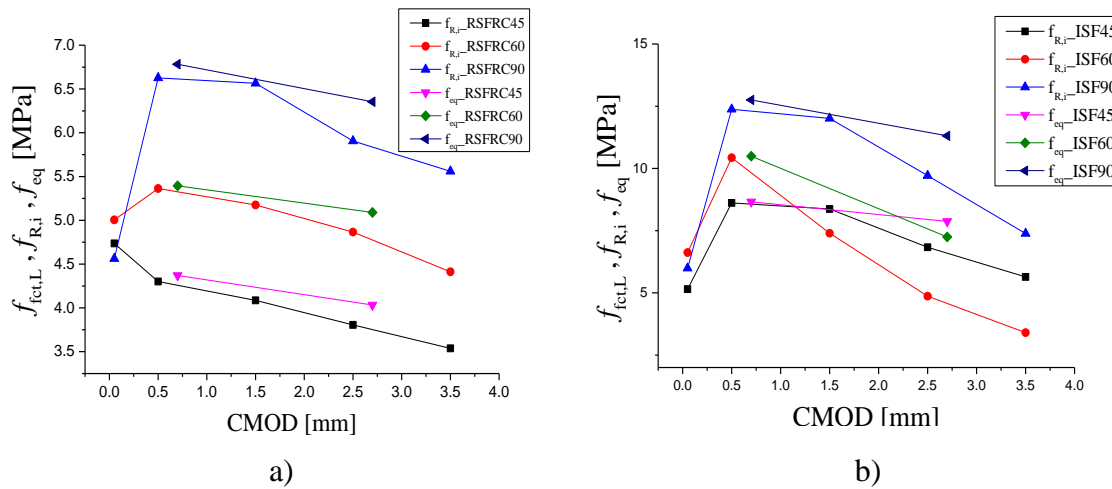 f_R,i_RSFRC45
f_R,i_RSFRC60
f_R,i_RSFRC90
f_eq_RSFRC45
f_eq_RSFRC60
f_eq_RSFRC90
7.0
6.5
6.0
5.5
5.0
4.5
4.0
3.5
f_fct,L , f_R,i , f_eq [MPa]
0.0 0.5 1.0 1.5 2.0 2.5 3.0 3.5 4.0
CMOD [mm]
a)
f_R,i_ISF45
f_R,i_ISF60
f_R,i_ISF90
f_eq_ISF45
f_eq_ISF60
f_eq_ISF90
15
10
5
f_fct,L , f_R,i , f_eq [MPa]
0.0 0.5 1.0 1.5 2.0 2.5 3.0 3.5 4.0
CMOD [mm]
b)